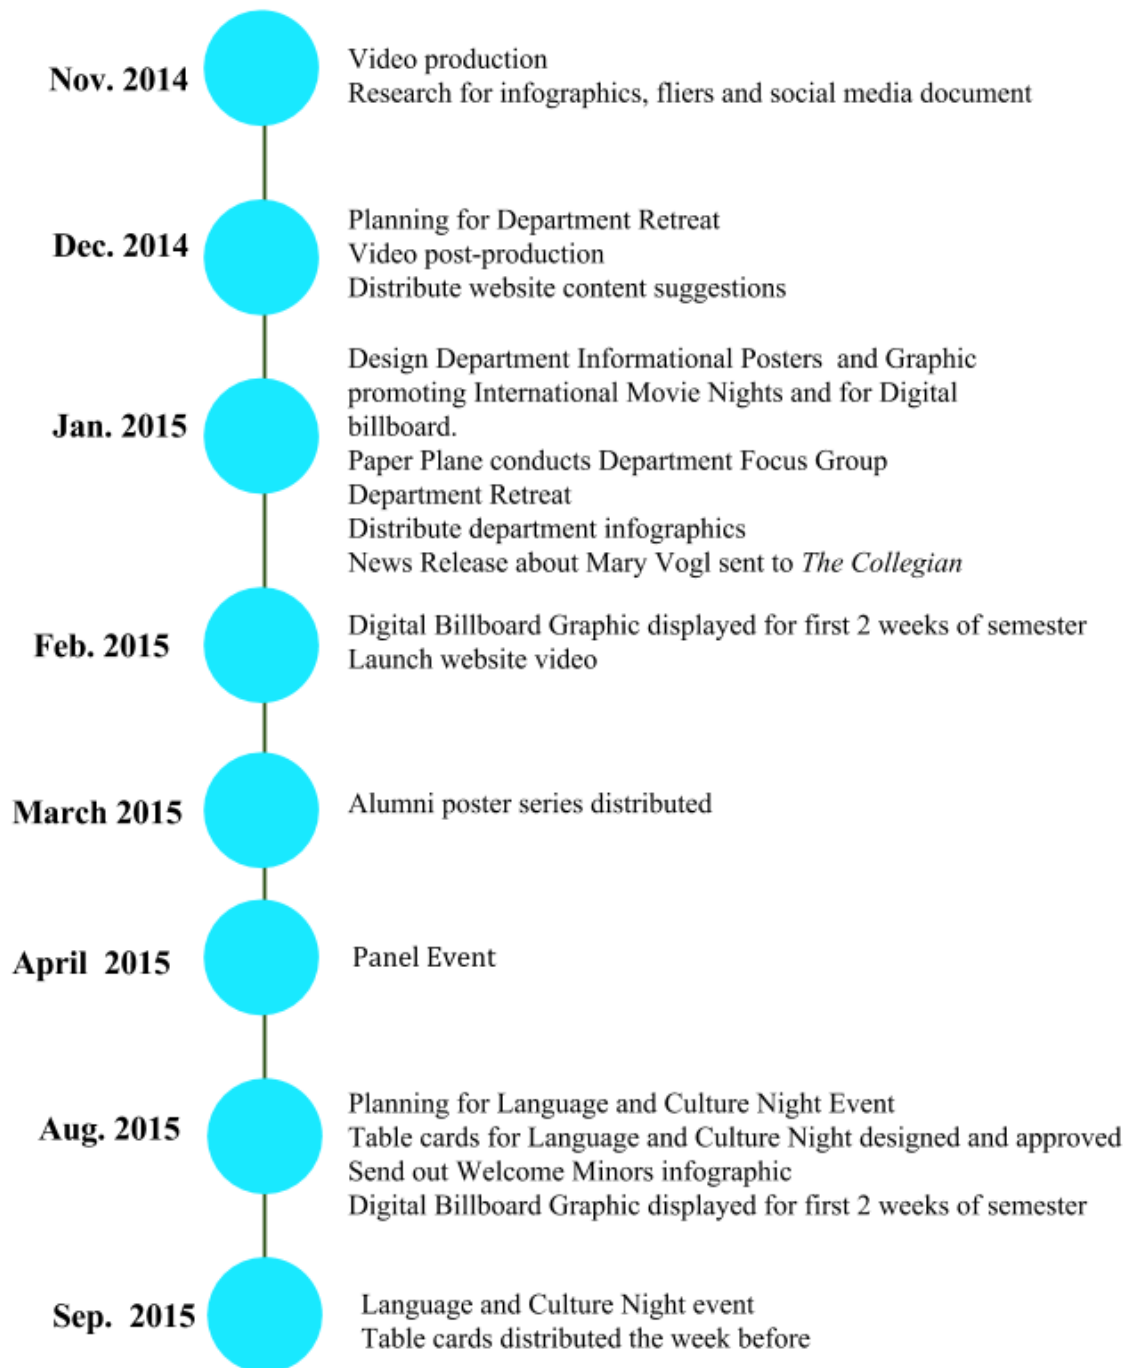 Nov. 2014
Video production
Research for infographics, fliers and social media document
Dec. 2014
Planning for Department Retreat
Video post-production
Distribute website content suggestions
Jan. 2015
Design Department Informational Posters  and Graphic
promoting International Movie Nights and for Digital
billboard.
Paper Plane conducts Department Focus Group
Department Retreat
Distribute department infographics
News Release about Mary Vogl sent to The Collegian
Feb. 2015
Digital Billboard Graphic displayed for first 2 weeks of semester
Launch website video
March 2015
Alumni poster series distributed
April  2015
Panel Event
Aug. 2015
Planning for Language and Culture Night Event
Table cards for Language and Culture Night designed and approved
Send out Welcome Minors infographic
Digital Billboard Graphic displayed for first 2 weeks of semester
Sep.  2015
Language and Culture Night event
Table cards distributed the week before